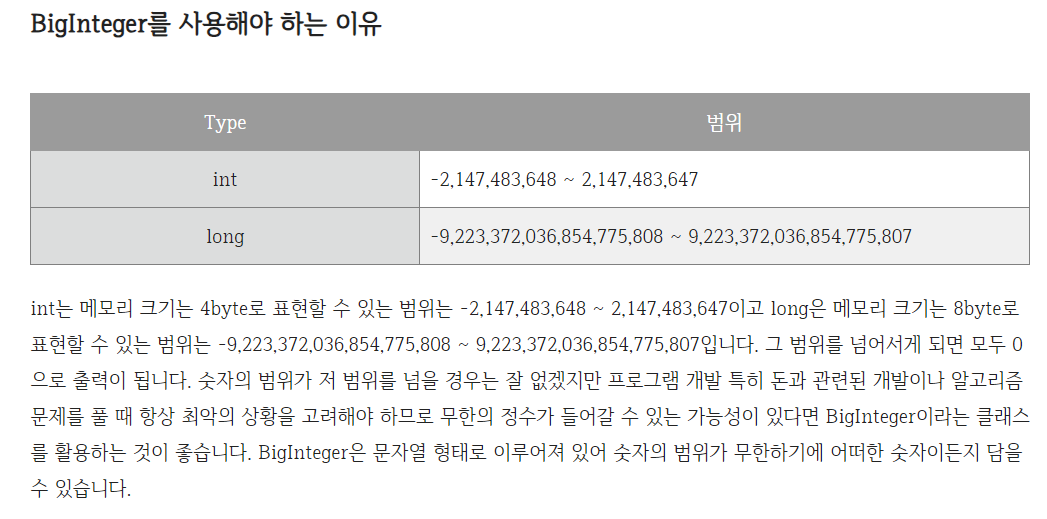 BigInteger를 사용해야 하는 이유
Type 범위
int -2,147,483,648 ~ 2,147,483,647
long -9,223,372,036,854,775,808 ~ 9,223,372,036,854,775,807
int는 메모리 크기는 4byte로 표현할 수 있는 범위는 -2,147,483,648 ~ 2,147,483,647이고 long은 메모리 크기는 8byte로
표현할 수 있는 범위는 -9,223,372,036,854,775,808 ~ 9,223,372,036,854,775,807입니다. 그 범위를 넘어서게 되면 모두 0
으로 출력이 됩니다. 숫자의 범위가 저 범위를 넘을 경우는 잘 없겠지만 프로그램 개발 특히 돈과 관련된 개발이나 알고리즘
문제를 풀 때 항상 최악의 상황을 고려해야 하므로 무한의 정수가 들어갈 수 있는 가능성이 있다면 BigInteger이라는 클래스
를 활용하는 것이 좋습니다. BigInteger은 문자열 형태로 이루어져 있어 숫자의 범위가 무한하기에 어떠한 숫자이든지 담을
수 있습니다.